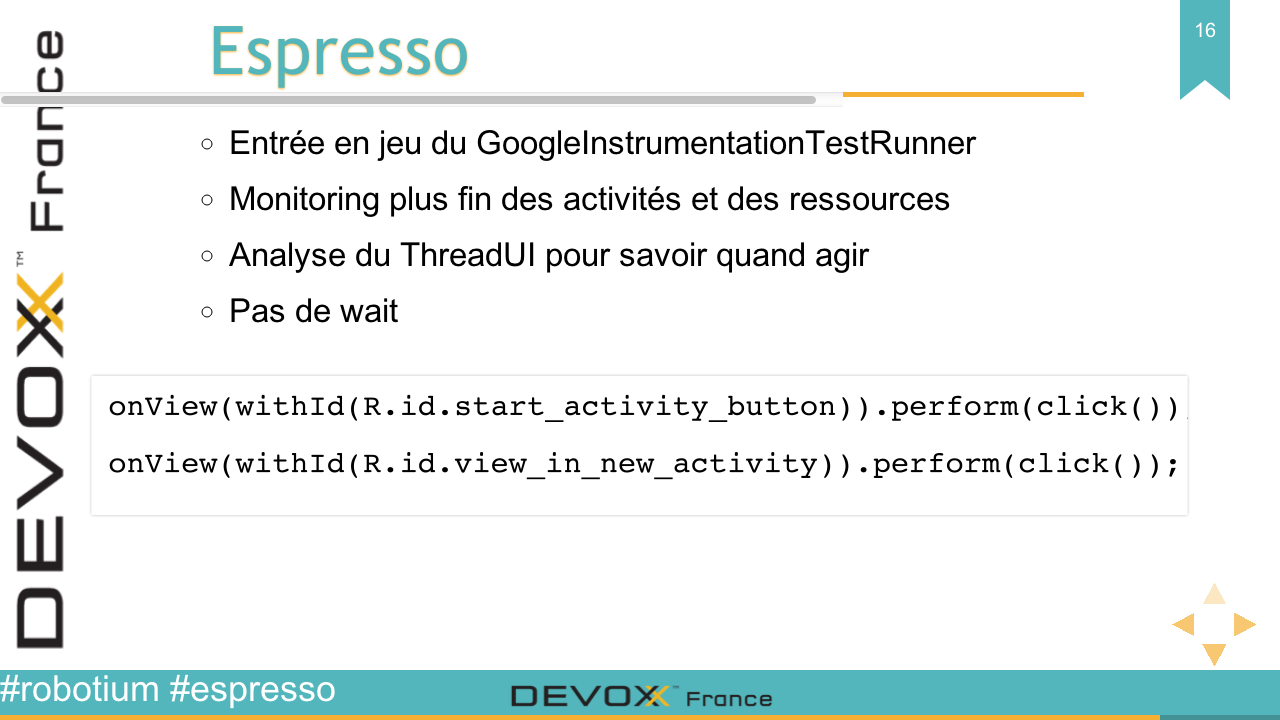 Espresso
16
Entrée en jeu du GoogleInstrumentationTestRunner
Monitoring plus fin des activités et des ressources
Analyse du ThreadUI pour savoir quand agir
Pas de wait
onView(withId(R.id.start_activity_button)).perform(click());
onView(withId(R.id.view_in_new_activity)).perform(click());
DEVOXX™ France
#robotium #espresso
DEVOXX™ France